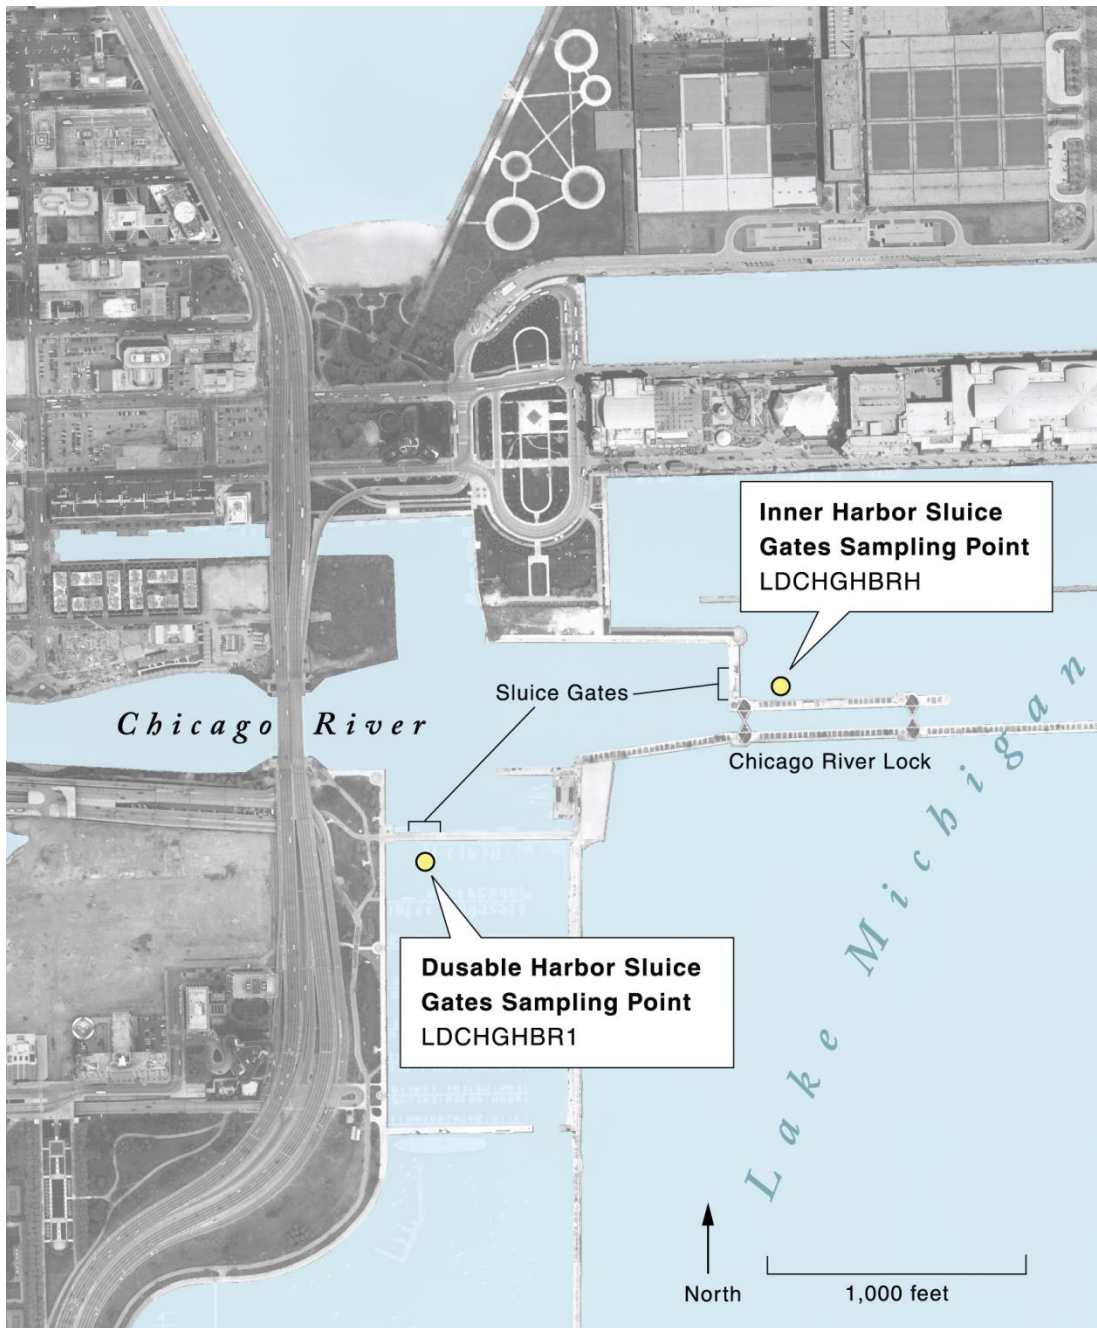 Inner Harbor Sluice
Gates Sampling Point
LDCHGHBRH
Sluice Gates
Chicago River
Chicago River Lock
Dusable Harbor Sluice
Gates Sampling Point
LDCHGHBR1
Lake Michigan
North
1,000 feet